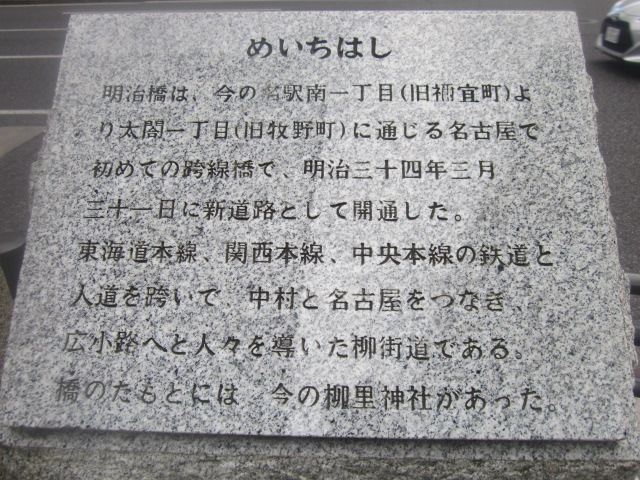 めいちはし
明治橋は、今の名駅南一丁目(旧禰宜町)よ
り太閤一丁目(旧牧野町)に通じる名古屋で
初めての跨線橋で、明治三十四年三月
三十一日に新道路として開通した。
東海道本線、関西本線、中央本線の鉄道と
人道を跨いで 中村と名古屋をつなぎ、
広小路へと人々を導いた柳街道である。
橋のたもとには 今の柳里神社があった。